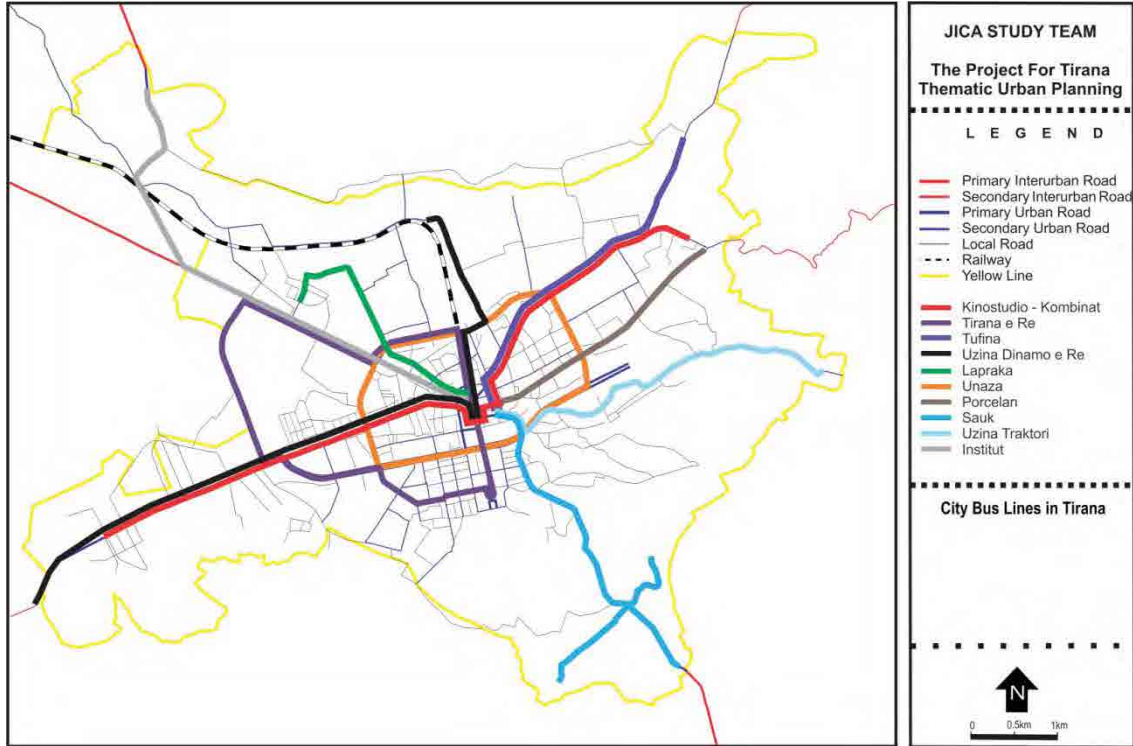 JICA STUDY TEAM
The Project For Tirana
Thematic Urban Planning
L E G E N D
Primary Interurban Road
Secondary Interurban Road
Primary Urban Road
Secondary Urban Road
Local Road
Railway
Yellow Line
Kinostudio - Kombinat
Tirana e Re
Tufina
Uzina Dinamo e Re
Lapraka
Unaza
Porcelan
Sauk
Uzina Traktori
Institut
City Bus Lines in Tirana
N
0 0.5km 1km